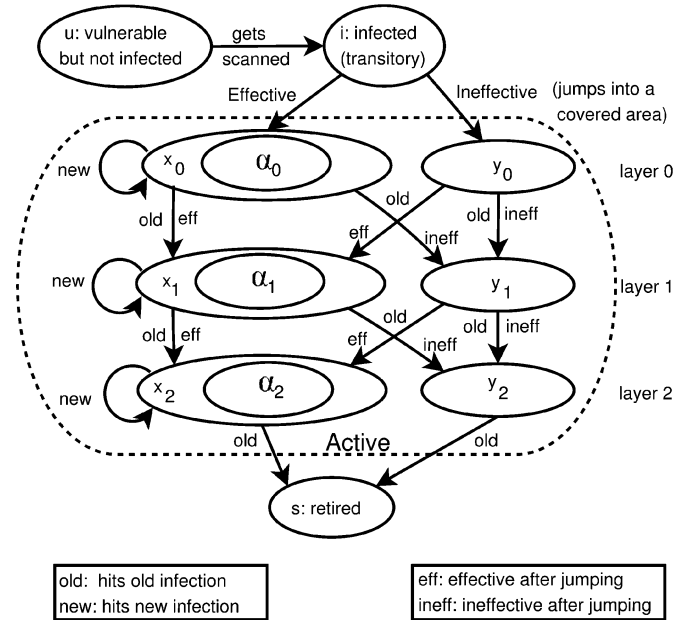 u: vulnerable
but not infected
gets
scanned
i: infected
(transitory)
Effective
Ineffective
(jumps into a
covered area)
new
x0
α0
y0
layer 0
old
eff
old
eff
ineff
old
ineff
new
x1
α1
y1
layer 1
old
eff
old
eff
ineff
old
ineff
new
x2
α2
y2
layer 2
old
Active
old
s: retired
old: hits old infection
new: hits new infection
eff: effective after jumping
ineff: ineffective after jumping